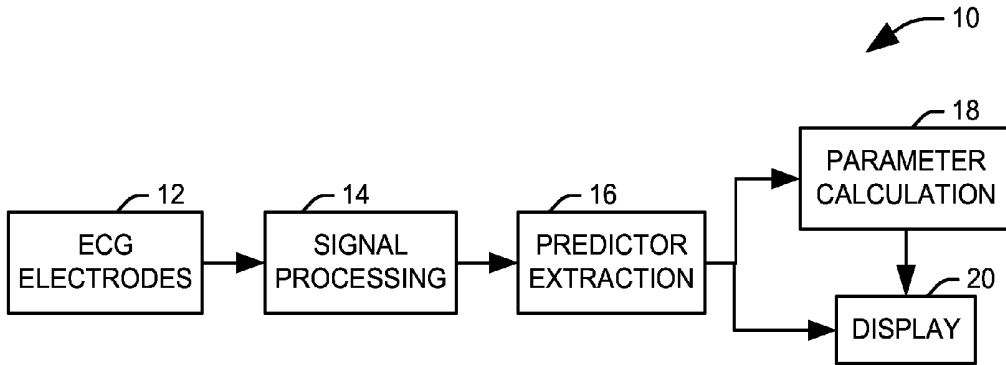 10
18
PARAMETER
CALCULATION
12
14
16
ECG
ELECTRODES
SIGNAL
PROCESSING
PREDICTOR
EXTRACTION
20
DISPLAY